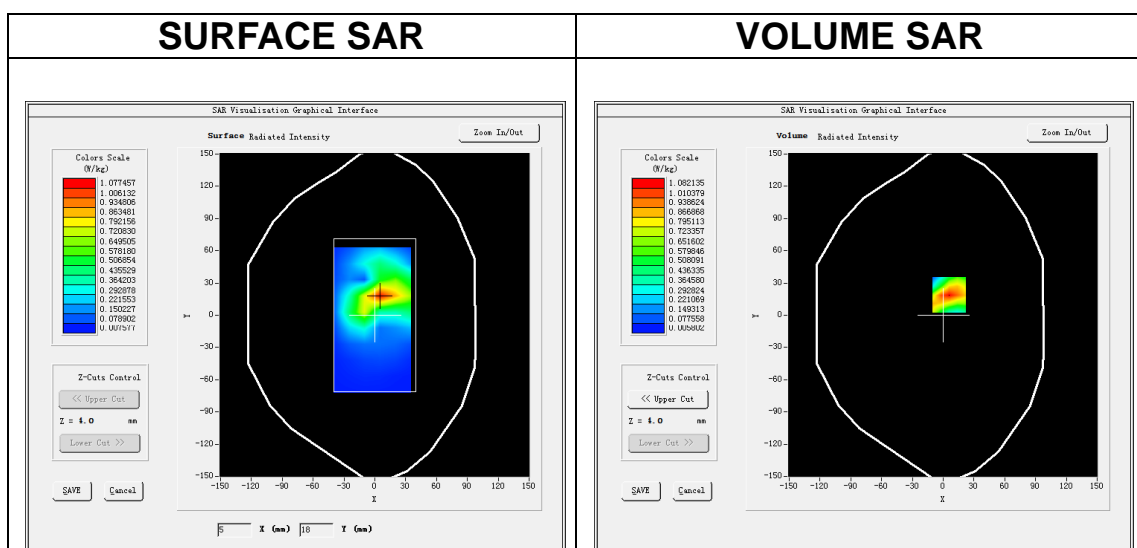 SURFACE SAR
VOLUME SAR
SAR Visualisation Graphical Interface
Surface Radiated Intensity
Zoom In/Out
Colors Scale
(W/kg)
1.077457
1.006132
0.934806
0.863481
0.792156
0.720830
0.649505
0.578180
0.506854
0.435529
0.364203
0.292878
0.221553
0.150227
0.078902
0.007577
150
120
90
60
30
0
-30
-60
-90
-120
-150
Y
-150 -120 -90 -60 -30 0 30 60 90 120 150
X
Z-Cuts Control
<< Upper Cut
Z = 4.0 mm
Lower Cut >>
SAVE Cancel
5 X (mm) 18 Y (mm)
SAR Visualisation Graphical Interface
Volume Radiated Intensity
Zoom In/Out
Colors Scale
(W/kg)
1.082135
1.010379
0.938624
0.866868
0.795113
0.723357
0.651602
0.579846
0.508091
0.436335
0.364580
0.292824
0.221069
0.149313
0.077558
0.005802
150
120
90
60
30
0
-30
-60
-90
-120
-150
Y
-150 -120 -90 -60 -30 0 30 60 90 120 150
X
Z-Cuts Control
<< Upper Cut
Z = 4.0 mm
Lower Cut >>
SAVE Cancel